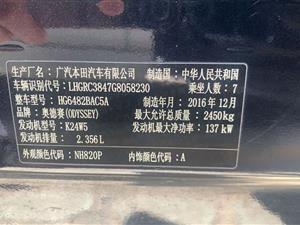 生产厂名：广汽本田汽车有限公司 制造国：中华人民共和国
车辆识别代号：LHGRC3847G8058230 乘坐人数：7
整车型号：HG6482BAC5A 制造年月：2016年12月
品牌：奥德赛(ODYSSEY) 最大允许总质量：2450kg
发动机型号：K24W5 发动机最大净功率：137kW
发动机排量：2.356L
外观颜色代码：NH820P 内饰颜色代码：A